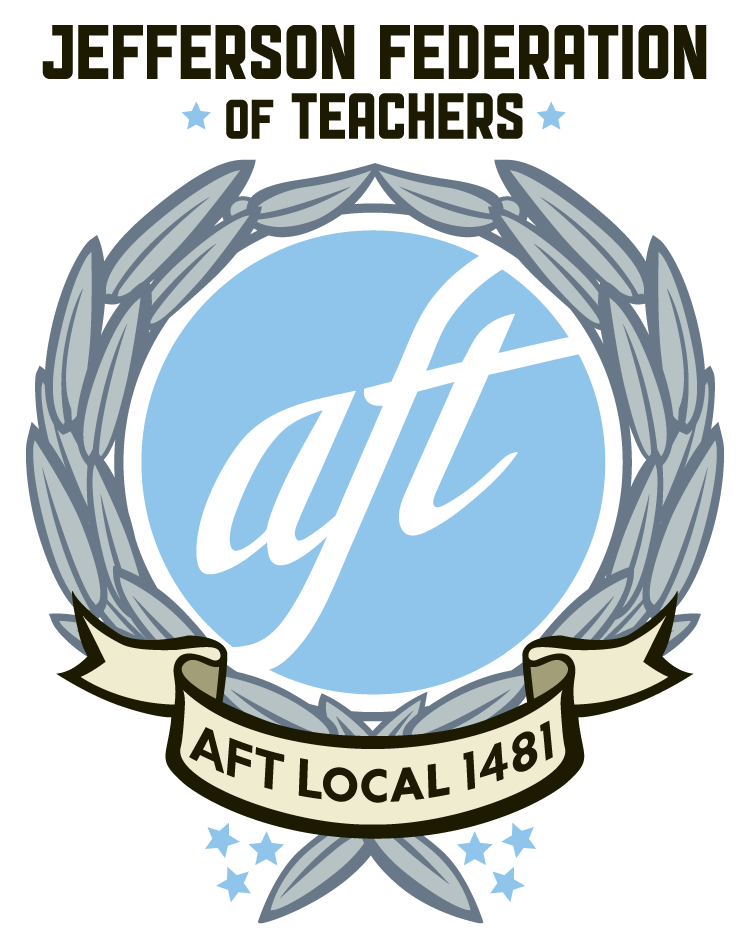 JEFFERSON FEDERATION
OF TEACHERS
aft
AFT LOCAL 1481